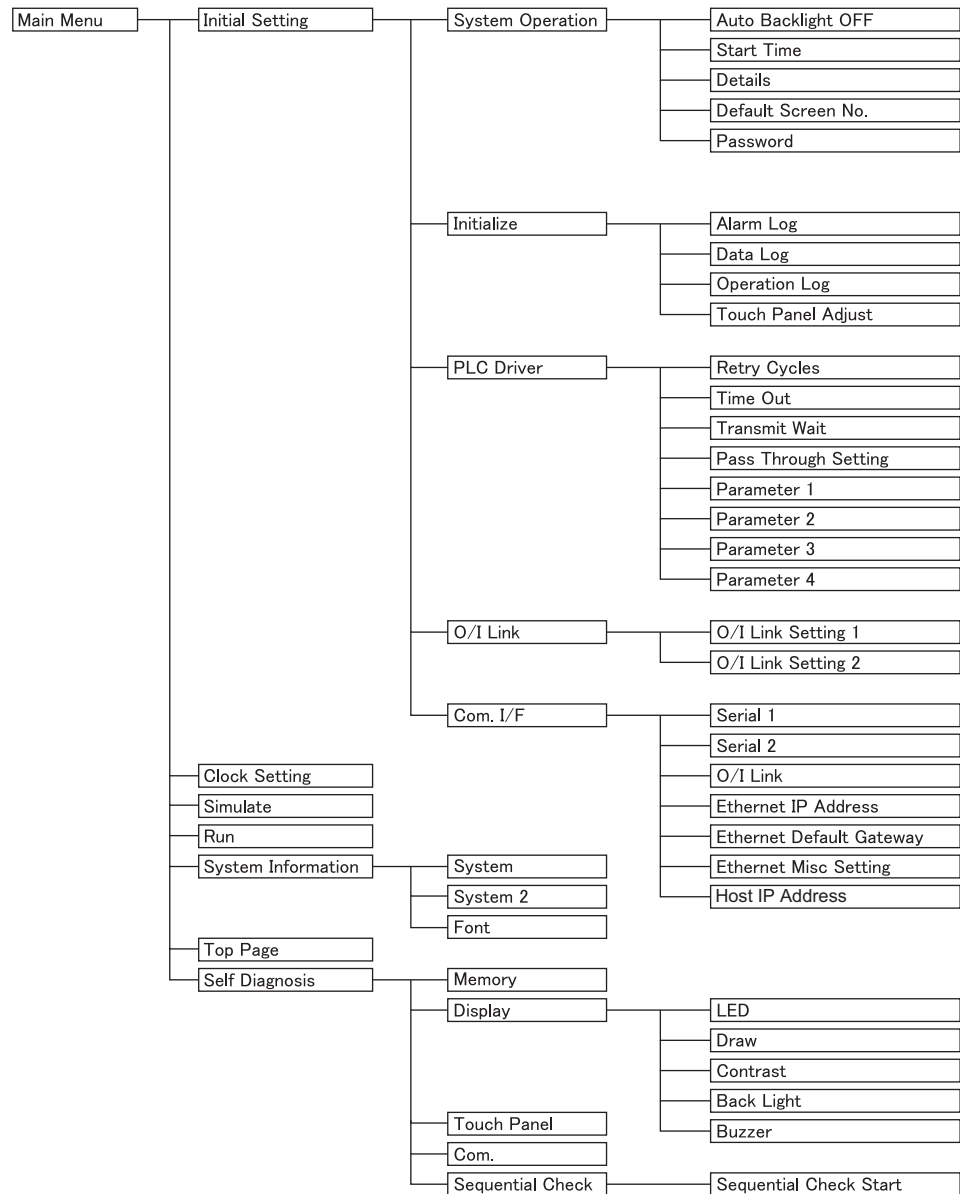 Main Menu
Initial Setting
System Operation
Auto Backlight OFF
Start Time
Details
Default Screen No.
Password
Initialize
Alarm Log
Data Log
Operation Log
Touch Panel Adjust
PLC Driver
Retry Cycles
Time Out
Transmit Wait
Pass Through Setting
Parameter 1
Parameter 2
Parameter 3
Parameter 4
O/I Link
O/I Link Setting 1
O/I Link Setting 2
Com. I/F
Serial 1
Serial 2
O/I Link
Ethernet IP Address
Ethernet Default Gateway
Ethernet Misc Setting
Host IP Address
Clock Setting
Simulate
Run
System Information
System
System 2
Font
Top Page
Self Diagnosis
Memory
Display
LED
Draw
Contrast
Back Light
Buzzer
Touch Panel
Com.
Sequential Check
Sequential Check Start